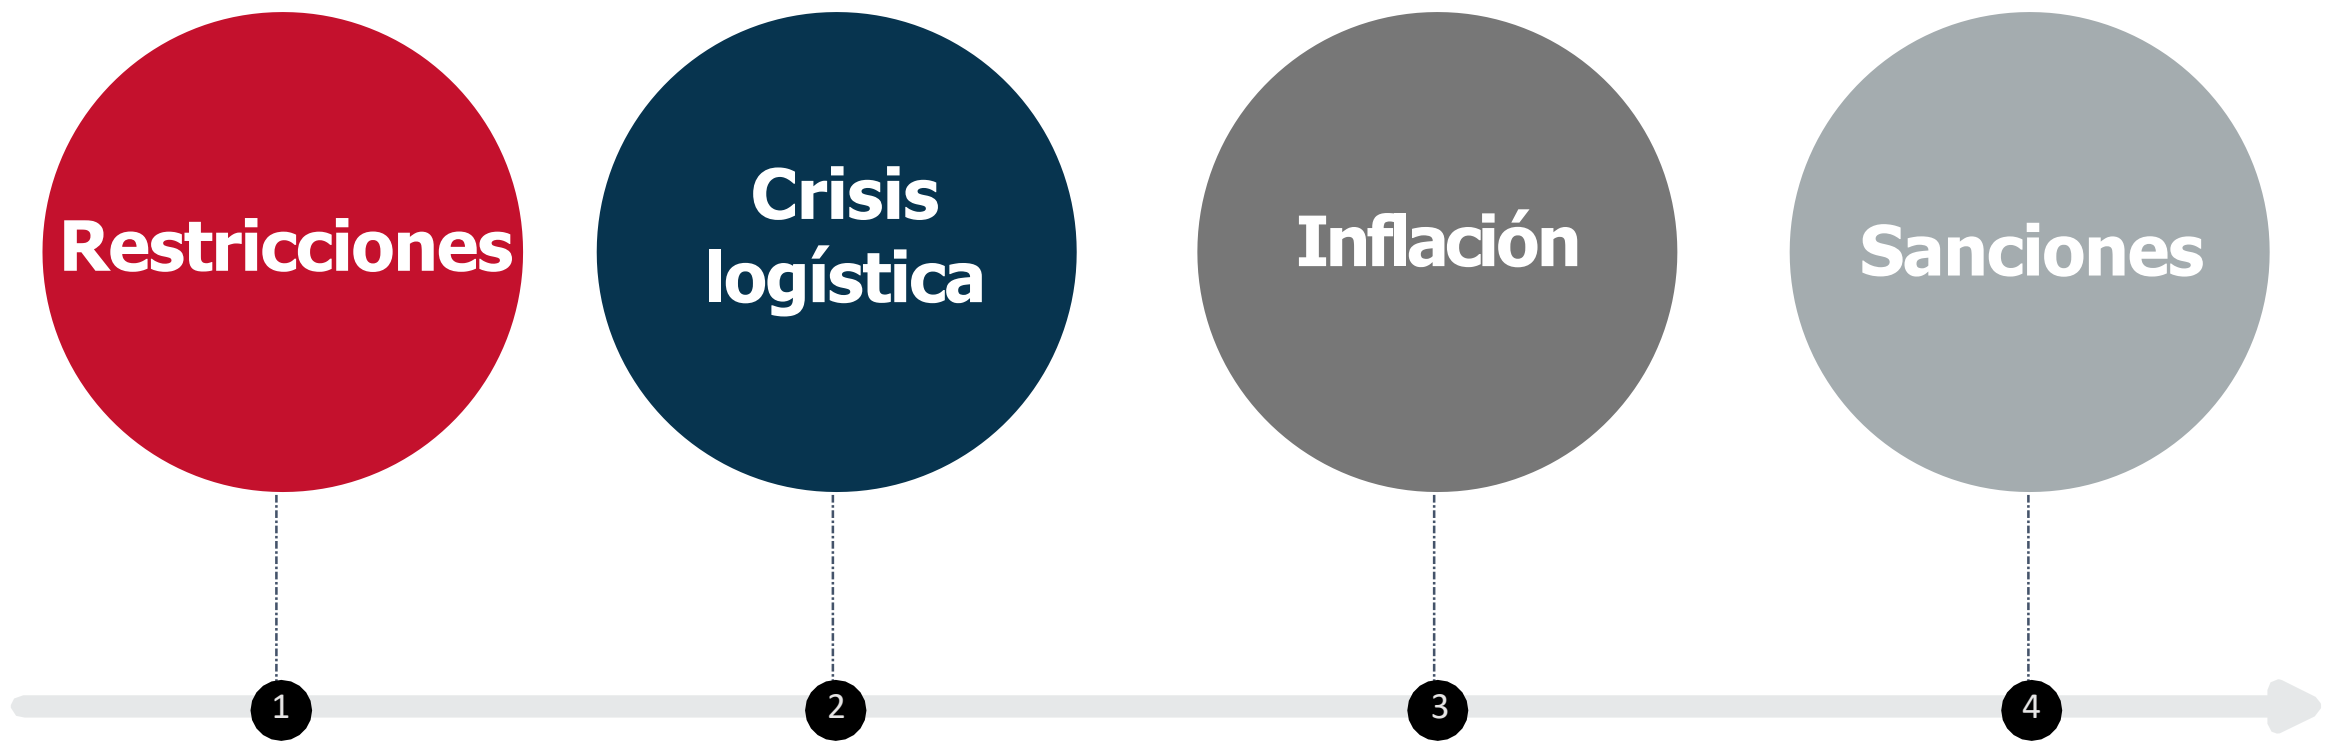 Restricciones
Crisis
logística
Inflación
Sanciones
1
2
3
4